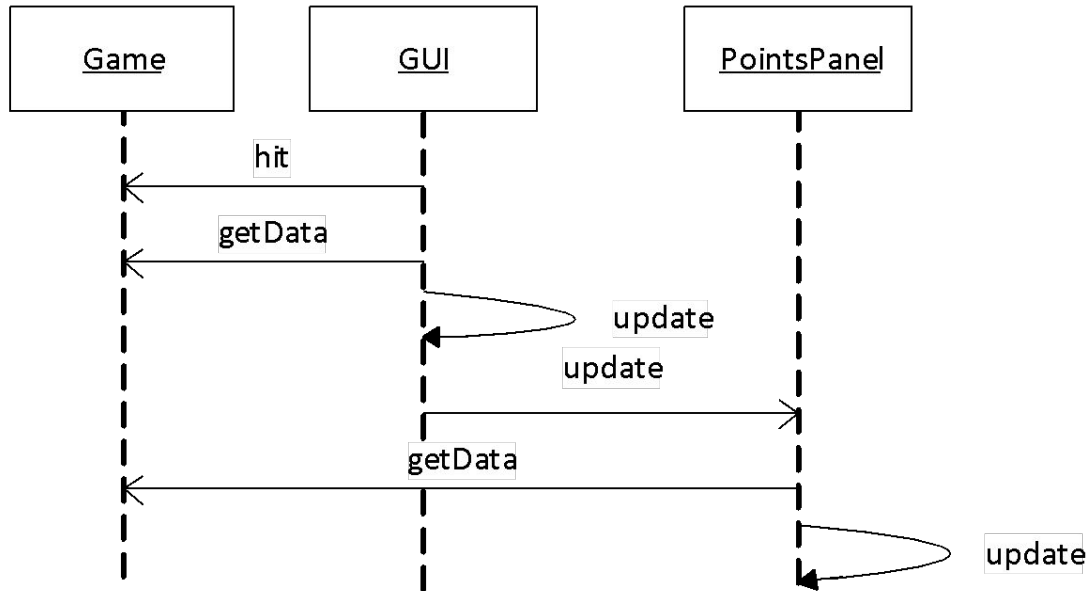 Game
GUI
PointsPanel
hit
getData
update
update
getData
update